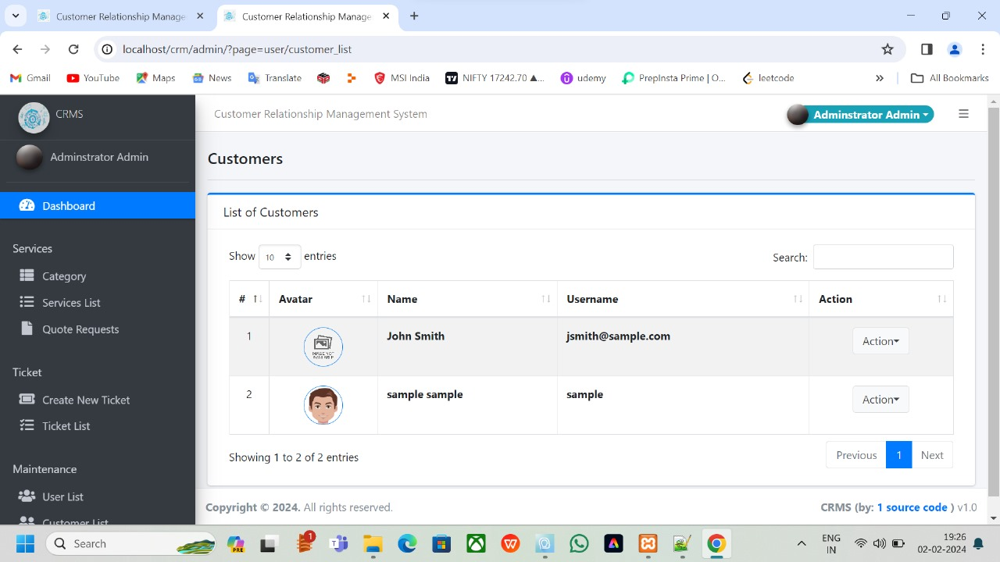 Customer Relationship Manage
Customer Relationship Manage
localhost/crm/admin/?page=user/customer_list
Gmail YouTube Maps News Translate MSI India NIFTY 17242.70 ▲... udemy PrepInsta Prime | O... leetcode » All Bookmarks
CRMS
Customer Relationship Management System
Adminstrator Admin
Adminstrator Admin
Customers
Dashboard
List of Customers
Services
Show 10 entries
Search:
Category
# Avatar Name Username Action
Services List
Quote Requests
1 IMAGE NOT AVAILABLE John Smith jsmith@sample.com Action
Ticket
2 sample sample sample Action
Create New Ticket
Ticket List
Showing 1 to 2 of 2 entries
Previous 1 Next
Maintenance
User List
Customer List
Copyright © 2024. All rights reserved.
CRMS (by: 1 source code ) v1.0
Search
PRE
1
ENG
IN
19:26
02-02-2024